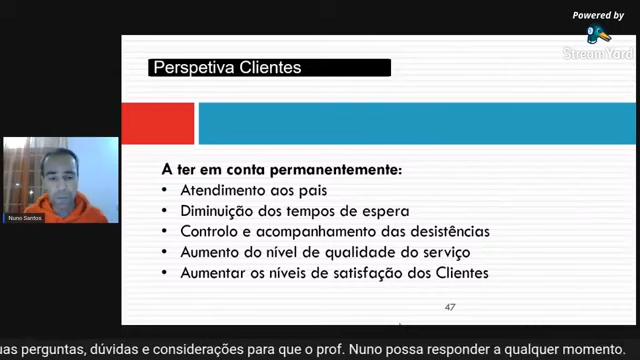 Powered by
StreamYard
Perspetiva Clientes
A ter em conta permanentemente:
• Atendimento aos pais
• Diminuição dos tempos de espera
• Controlo e acompanhamento das desistências
• Aumento do nível de qualidade do serviço
• Aumentar os níveis de satisfação dos Clientes
Nuno Santos
47
perguntas, dúvidas e considerações para que o prof. Nuno possa responder a qualquer momento.